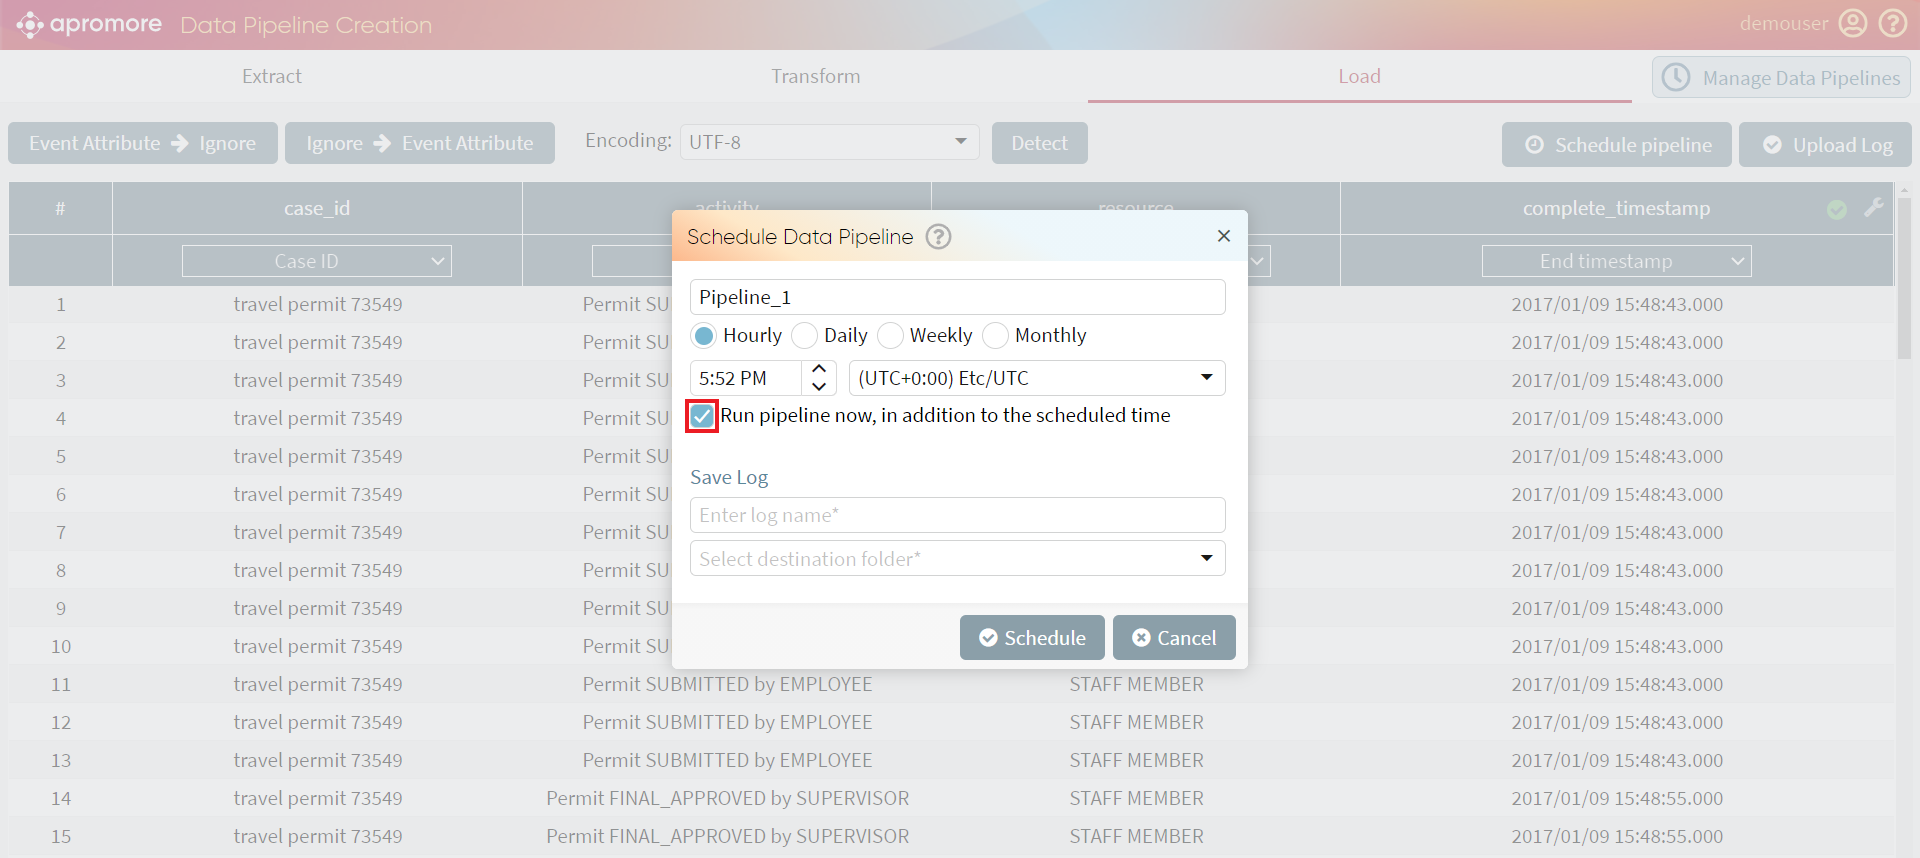 apromore Data Pipeline Creation demouser
Extract Transform Load Manage Data Pipelines
Event Attribute Ignore Ignore Event Attribute Encoding: UTF-8 Detect Schedule pipeline Upload Log
# case_id activity resource complete_timestamp
Case ID End timestamp
Schedule Data Pipeline
Pipeline_1
Hourly Daily Weekly Monthly
5:52 PM (UTC+0:00) Etc/UTC
Run pipeline now, in addition to the scheduled time
Save Log
Enter log name*
Select destination folder*
Schedule Cancel
1 travel permit 73549 Permit SU 2017/01/09 15:48:43.000
2 travel permit 73549 Permit SU 2017/01/09 15:48:43.000
3 travel permit 73549 Permit SU 2017/01/09 15:48:43.000
4 travel permit 73549 Permit SU 2017/01/09 15:48:43.000
5 travel permit 73549 Permit SU 2017/01/09 15:48:43.000
6 travel permit 73549 Permit SU 2017/01/09 15:48:43.000
7 travel permit 73549 Permit SU 2017/01/09 15:48:43.000
8 travel permit 73549 Permit SU 2017/01/09 15:48:43.000
9 travel permit 73549 Permit SU 2017/01/09 15:48:43.000
10 travel permit 73549 Permit SU 2017/01/09 15:48:43.000
11 travel permit 73549 Permit SUBMITTED by EMPLOYEE STAFF MEMBER 2017/01/09 15:48:43.000
12 travel permit 73549 Permit SUBMITTED by EMPLOYEE STAFF MEMBER 2017/01/09 15:48:43.000
13 travel permit 73549 Permit SUBMITTED by EMPLOYEE STAFF MEMBER 2017/01/09 15:48:43.000
14 travel permit 73549 Permit FINAL_APPROVED by SUPERVISOR STAFF MEMBER 2017/01/09 15:48:55.000
15 travel permit 73549 Permit FINAL_APPROVED by SUPERVISOR STAFF MEMBER 2017/01/09 15:48:55.000